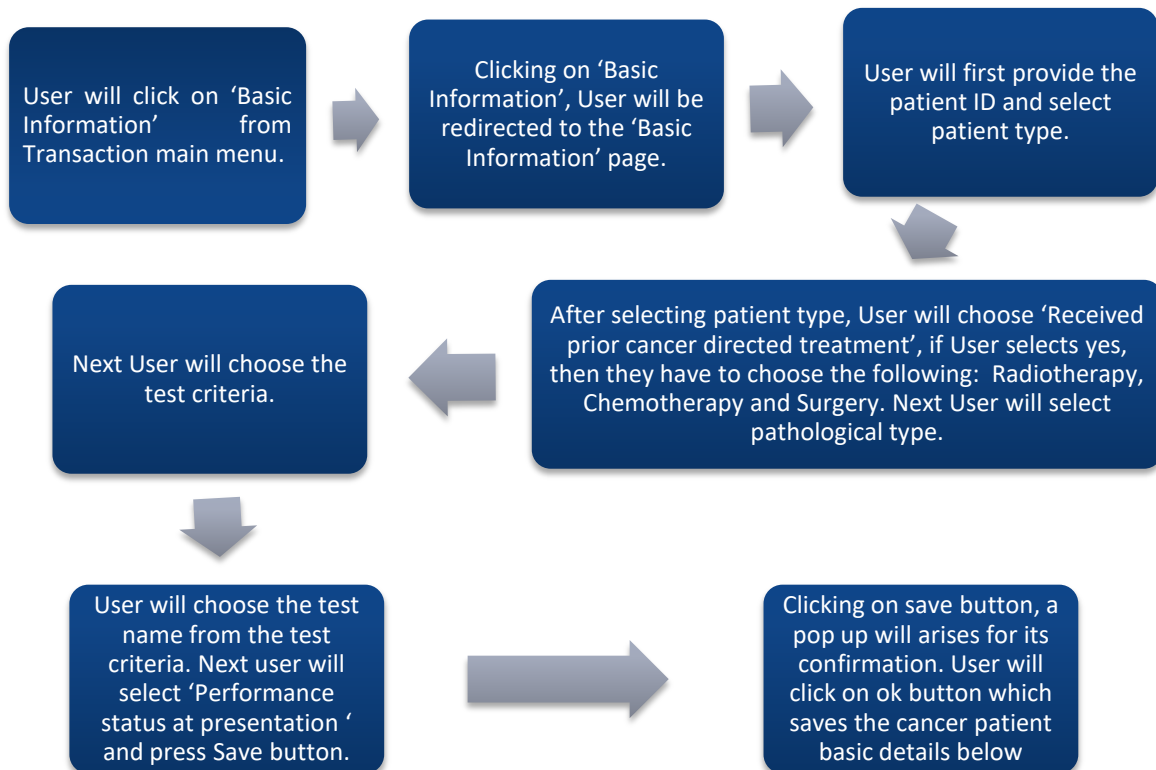 User will click on ‘Basic
Information’ from
Transaction main menu.
Clicking on ‘Basic
Information’, User will be
redirected to the ‘Basic
Information’ page.
User will first provide the
patient ID and select
patient type.
After selecting patient type, User will choose ‘Received
prior cancer directed treatment’, if User selects yes,
then they have to choose the following: Radiotherapy,
Chemotherapy and Surgery. Next User will select
pathological type.
Next User will choose the
test criteria.
User will choose the test
name from the test
criteria. Next user will
select ‘Performance
status at presentation ‘
and press Save button.
Clicking on save button, a
pop up will arises for its
confirmation. User will
click on ok button which
saves the cancer patient
basic details below